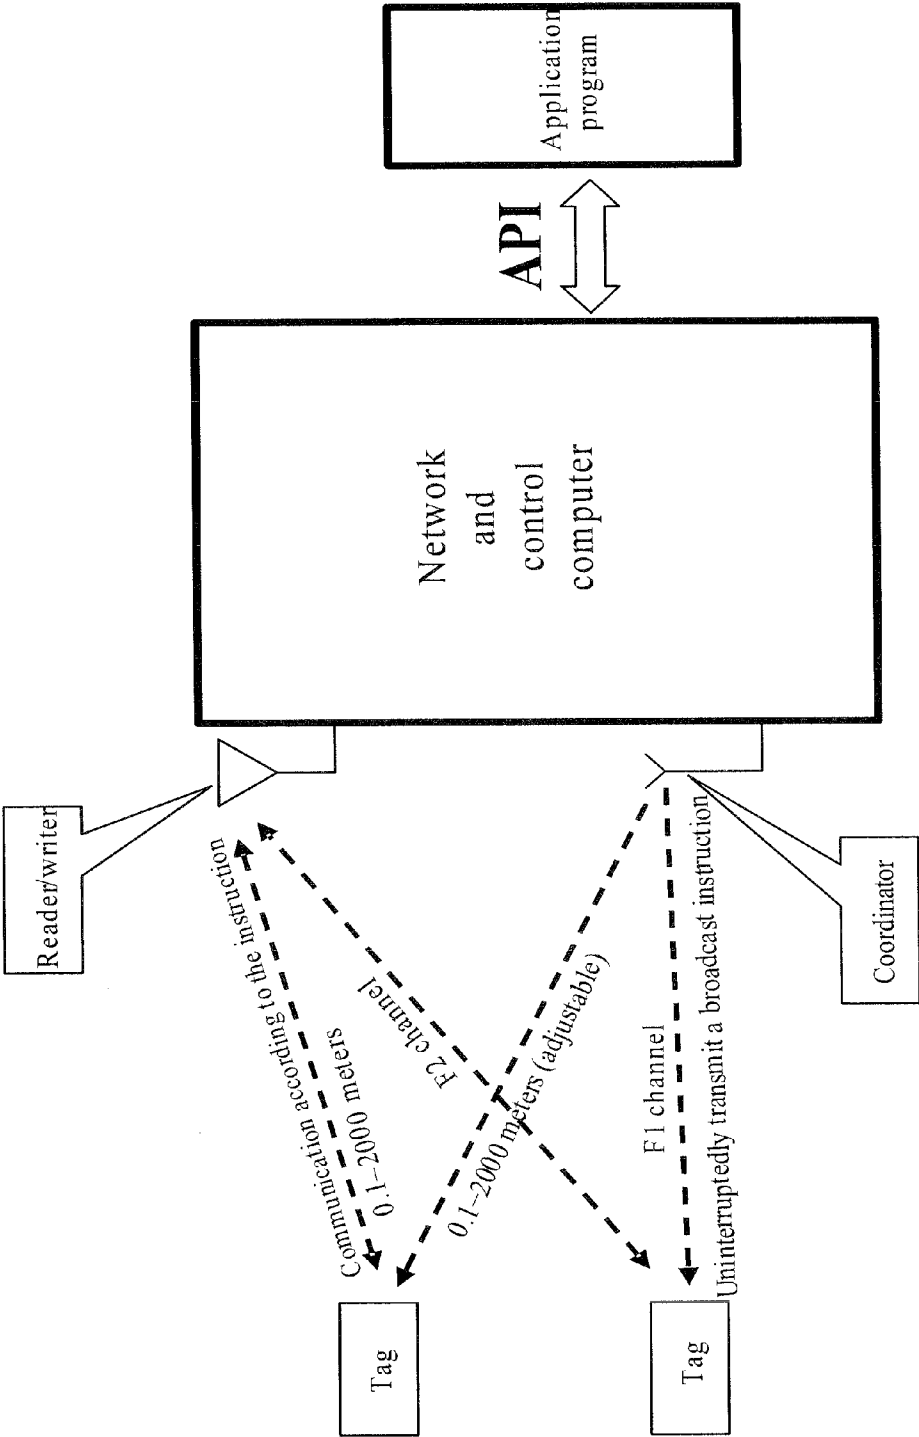 Tag
Tag
Communication according to the instruction
0.1–2000 meters
F2 channel
0.1–2000 meters (adjustable)
F1 channel
Uninterruptedly transmit a broadcast instruction
Reader/writer
Coordinator
Network
and
control
computer
API
Application
program